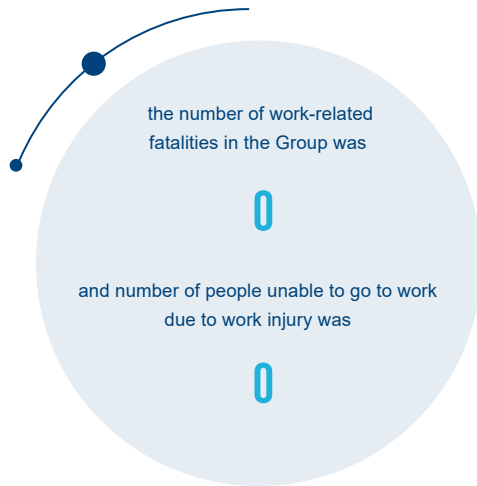 the number of work-related
fatalities in the Group was
0
and number of people unable to go to work
due to work injury was
0